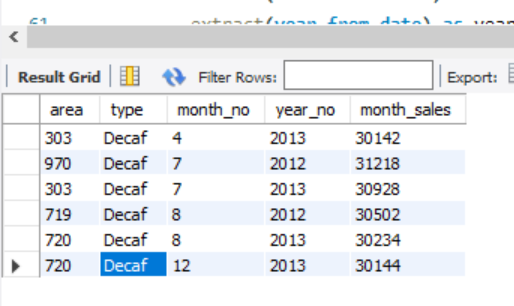 61 extract(year from date) as year
Result Grid Filter Rows: Export:
area type month_no year_no month_sales
303 Decaf 4 2013 30142
970 Decaf 7 2012 31218
303 Decaf 7 2013 30928
719 Decaf 8 2012 30502
720 Decaf 8 2013 30234
720 Decaf 12 2013 30144